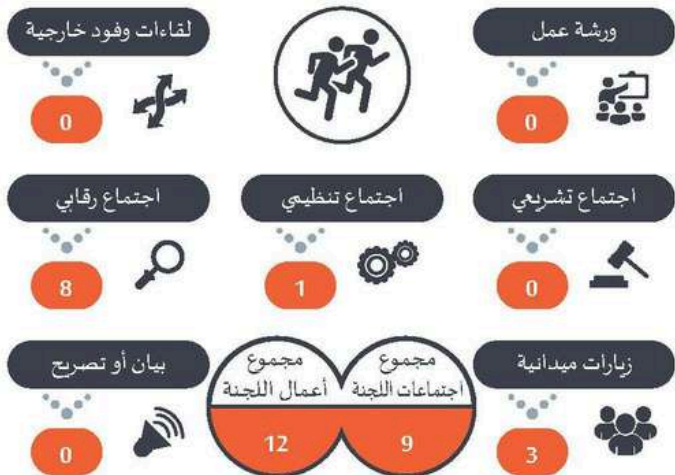 ورشة عمل
0
لقاءات وفود خارجية
0
اجتماع تشريعي
0
اجتماع تنظيمي
1
اجتماع رقابي
8
زيارات ميدانية
3
مجموع
اجتماعات اللجنة
9
مجموع
أعمال اللجنة
12
بيان أو تصريح
0